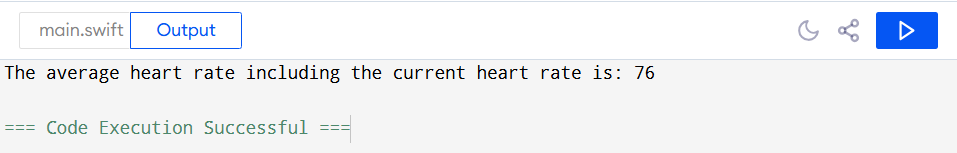 main.swift Output
The average heart rate including the current heart rate is: 76
=== Code Execution Successful ===